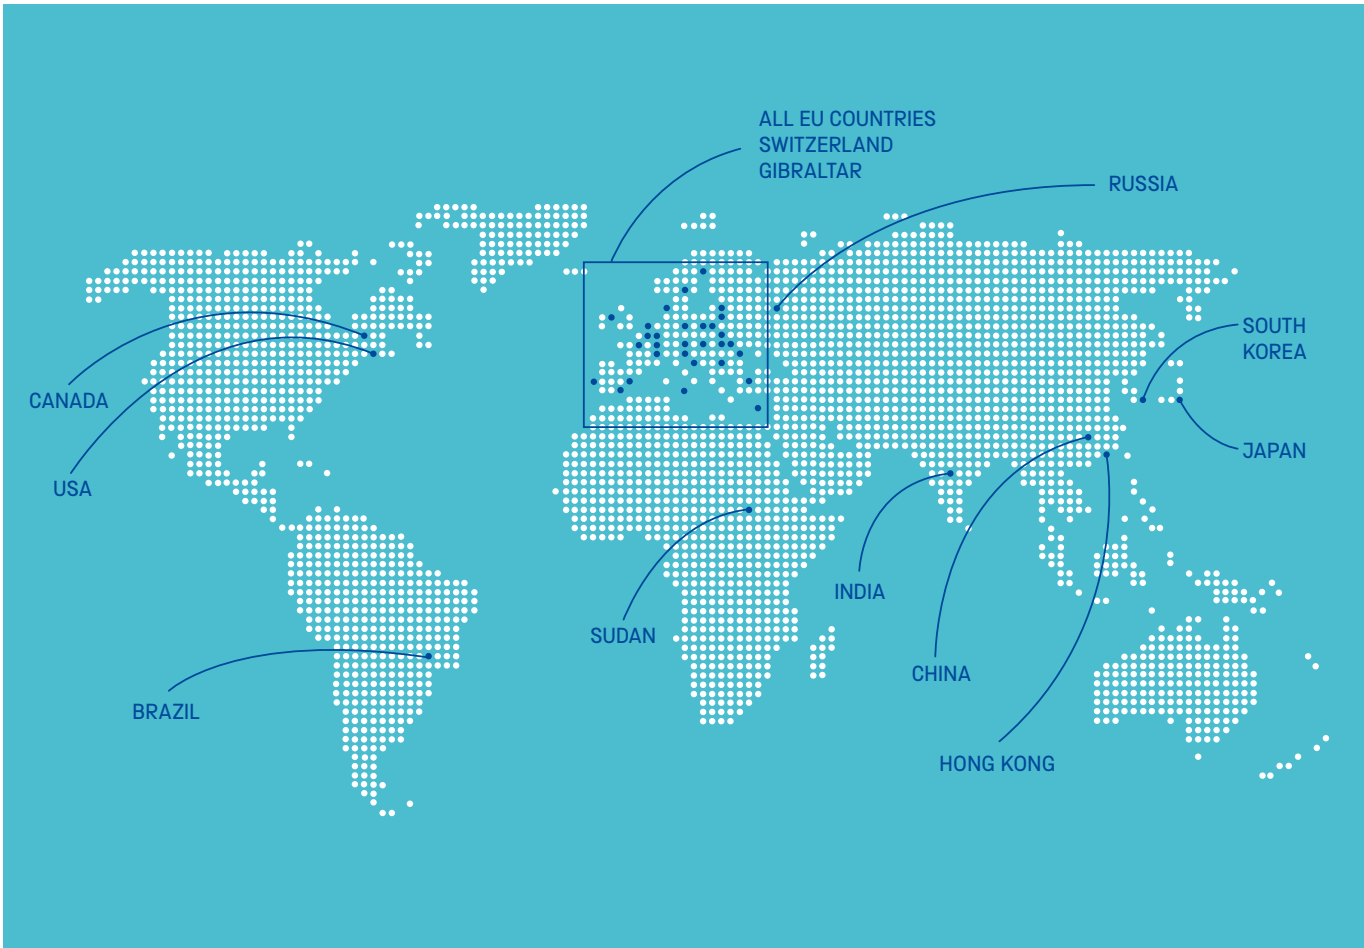 ALL EU COUNTRIES
SWITZERLAND
GIBRALTAR
RUSSIA
SOUTH
KOREA
CANADA
JAPAN
USA
INDIA
SUDAN
CHINA
BRAZIL
HONG KONG